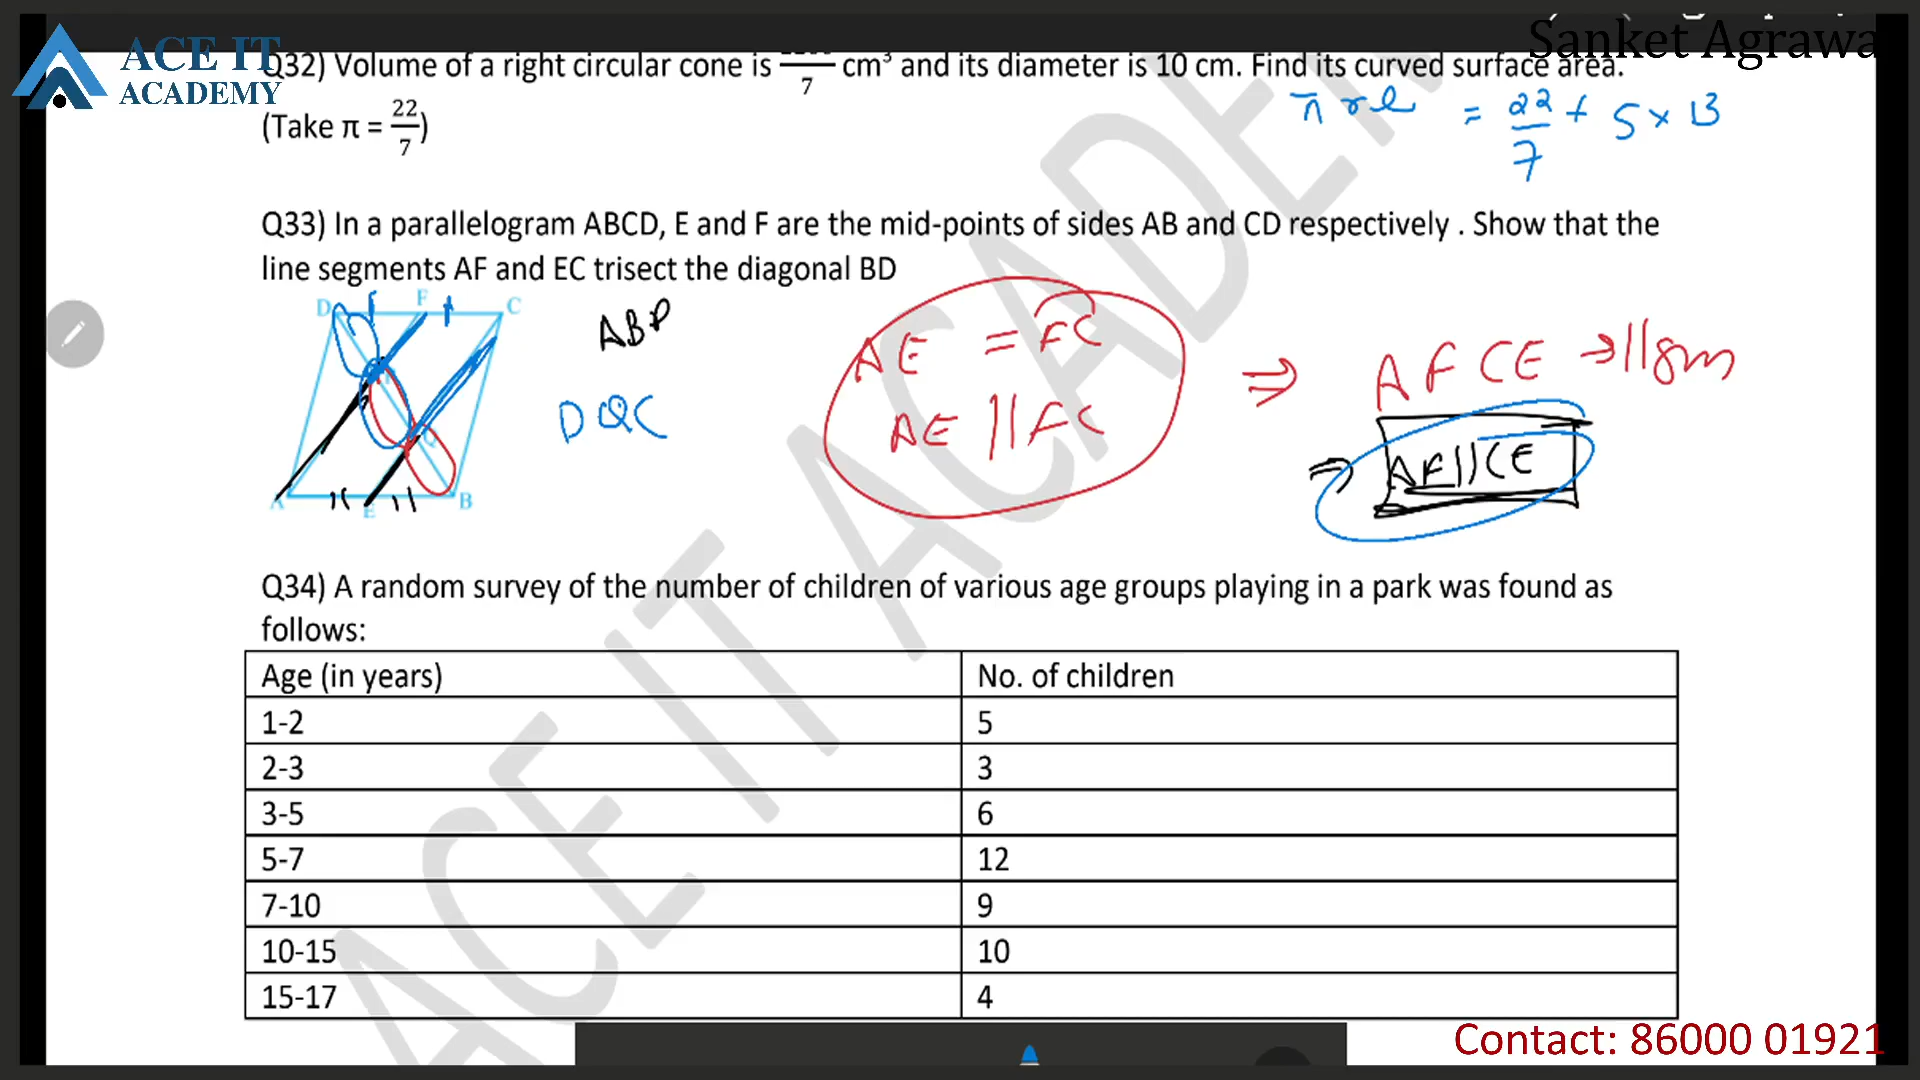 Sanket Agrawa
ACE IT
ACADEMY
Q32) Volume of a right circular cone is /7 cm³ and its diameter is 10 cm. Find its curved surface area.
(Take π = 22/7)
π r l = 22/7 × 5 × 13
Q33) In a parallelogram ABCD, E and F are the mid-points of sides AB and CD respectively . Show that the
line segments AF and EC trisect the diagonal BD
D F C
A E B
Q
ABP
DQC
AE = FC
AE || FC
⇒ AFCE → ||gm
⇒ AF||CE
Q34) A random survey of the number of children of various age groups playing in a park was found as
follows:
Age (in years) No. of children
1-2 5
2-3 3
3-5 6
5-7 12
7-10 9
10-15 10
15-17 4
ACE IT ACADEM
Contact: 86000 01921